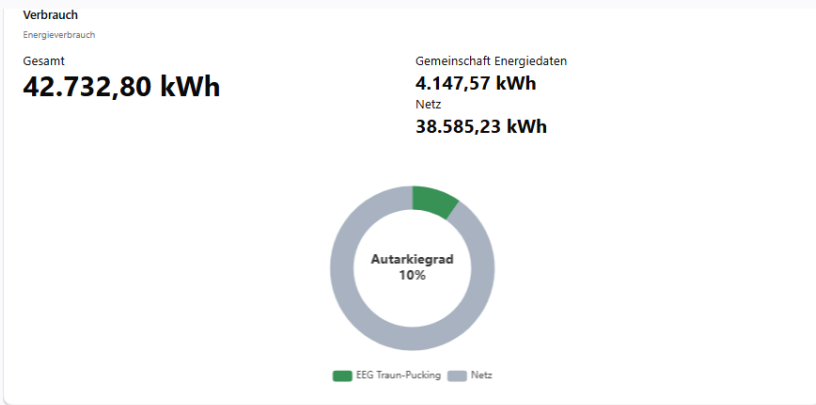 Verbrauch
Energieverbrauch
Gesamt
42.732,80 kWh
Gemeinschaft Energiedaten
4.147,57 kWh
Netz
38.585,23 kWh
Autarkiegrad
10%
EEG Traun-Pucking
Netz